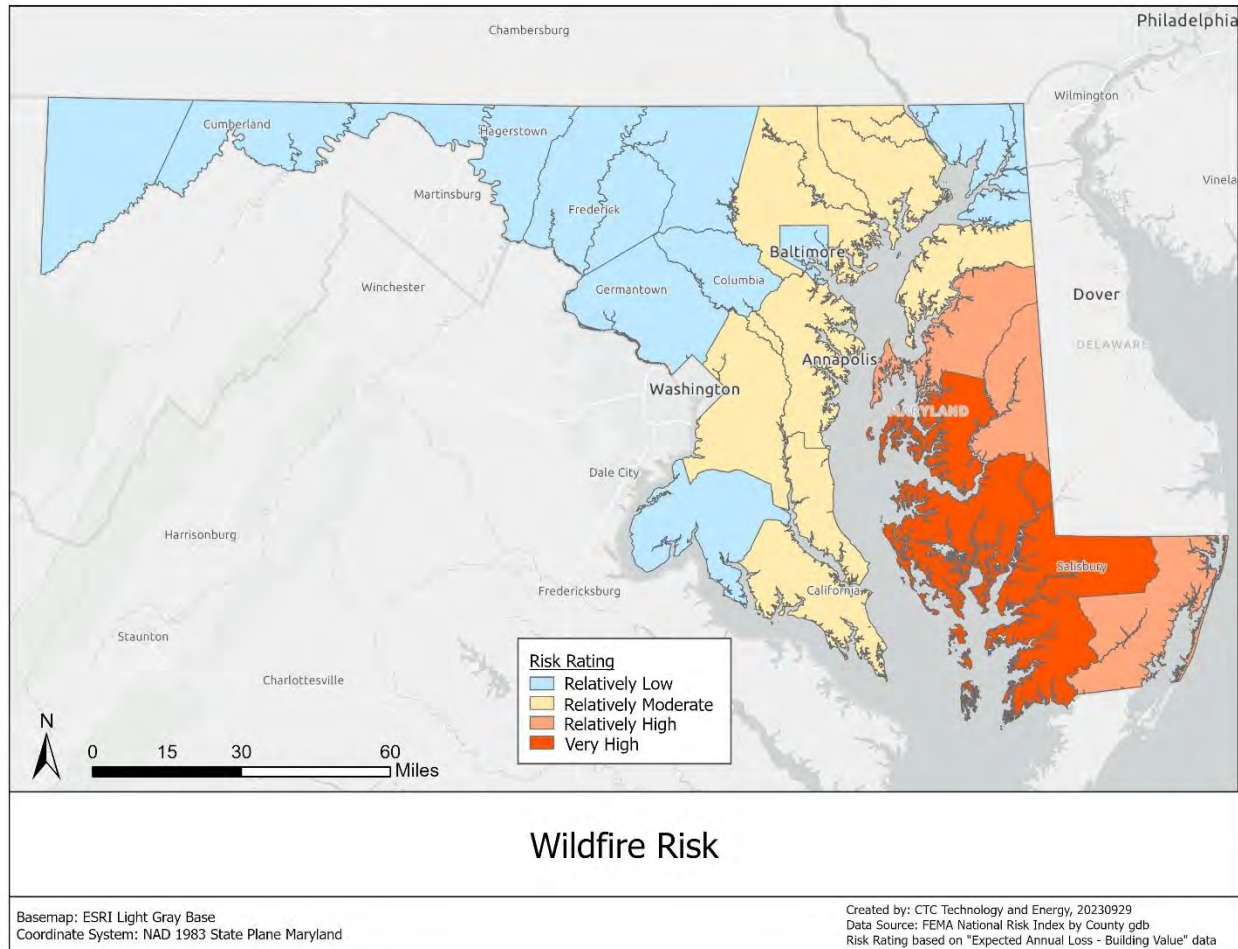 Philadelphia
Chambersburg
Wilmington
Cumberland
Hagerstown
Martinsburg
Vinela
Frederick
Baltimore
Columbia
Germantown
Winchester
Dover
DELAWARE
Annapolis
Washington
MARYLAND
Dale City
Harrisonburg
Salisbury
Fredericksburg
California
Staunton
Charlottesville
Risk Rating
Relatively Low
Relatively Moderate
Relatively High
Very High
N
0 15 30 60
Miles
Wildfire Risk
Basemap: ESRI Light Gray Base
Coordinate System: NAD 1983 State Plane Maryland
Created by: CTC Technology and Energy, 20230929
Data Source: FEMA National Risk Index by County gdb
Risk Rating based on "Expected Annual Loss - Building Value" data